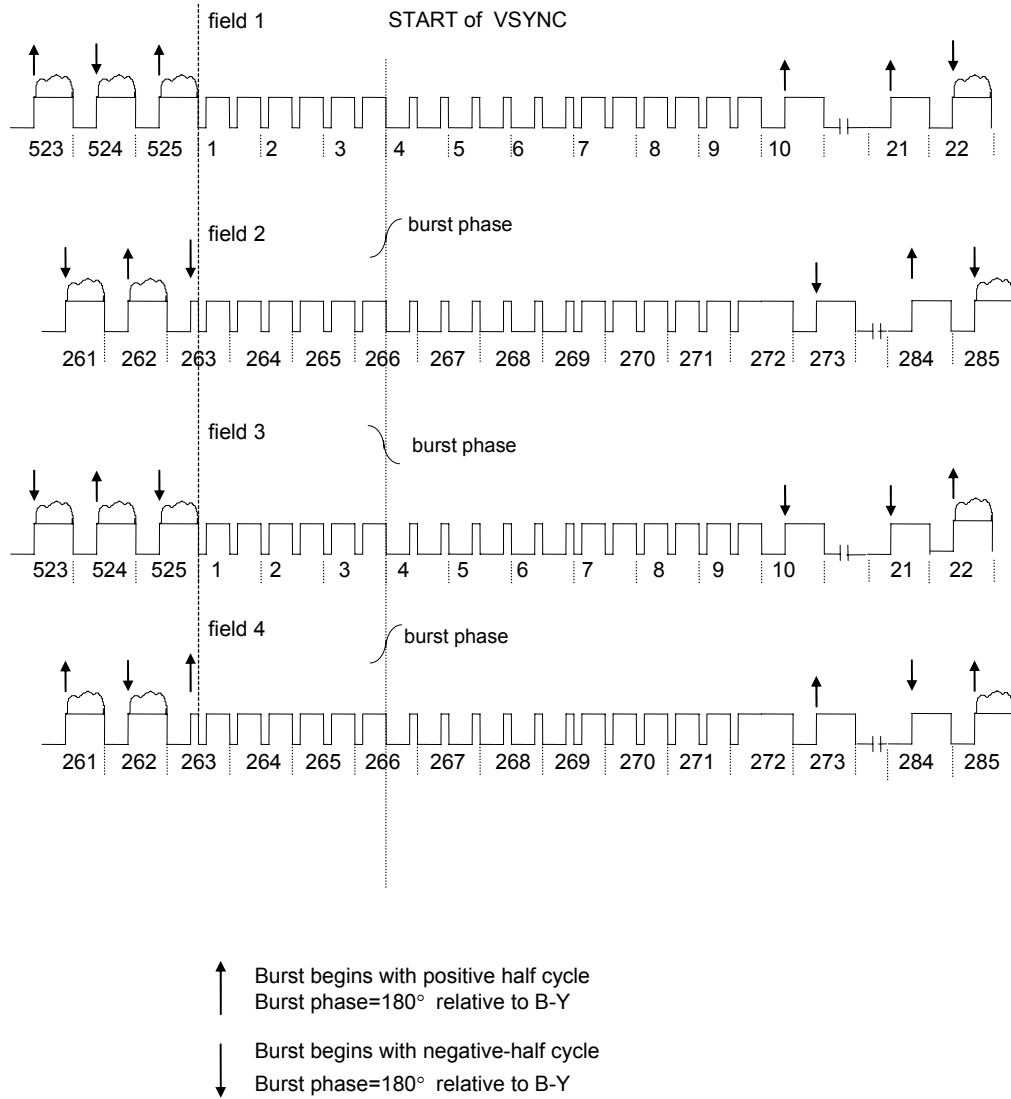 field 1
START of VSYNC
523 524 525 1 2 3 4 5 6 7 8 9 10 21 22
field 2
burst phase
261 262 263 264 265 266 267 268 269 270 271 272 273 284 285
field 3
burst phase
523 524 525 1 2 3 4 5 6 7 8 9 10 21 22
field 4
burst phase
261 262 263 264 265 266 267 268 269 270 271 272 273 284 285
Burst begins with positive half cycle
Burst phase=180° relative to B-Y
Burst begins with negative-half cycle
Burst phase=180° relative to B-Y